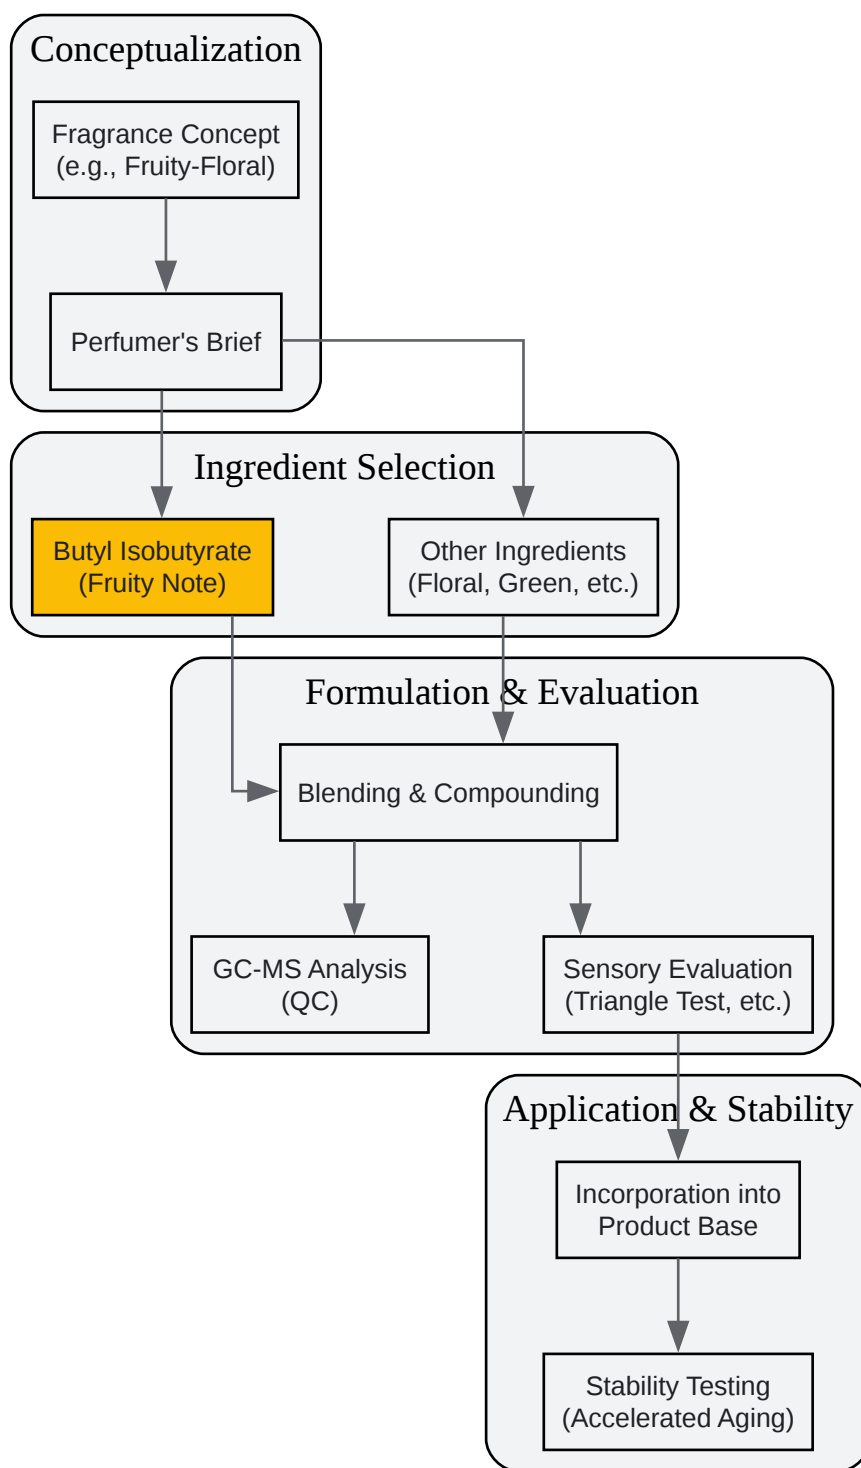 Conceptualization
Fragrance Concept
(e.g., Fruity-Floral)
Perfumer's Brief
Ingredient Selection
Butyl Isobutyrate
(Fruity Note)
Other Ingredients
(Floral, Green, etc.)
Formulation & Evaluation
Blending & Compounding
GC-MS Analysis
(QC)
Sensory Evaluation
(Triangle Test, etc.)
Application & Stability
Incorporation into
Product Base
Stability Testing
(Accelerated Aging)